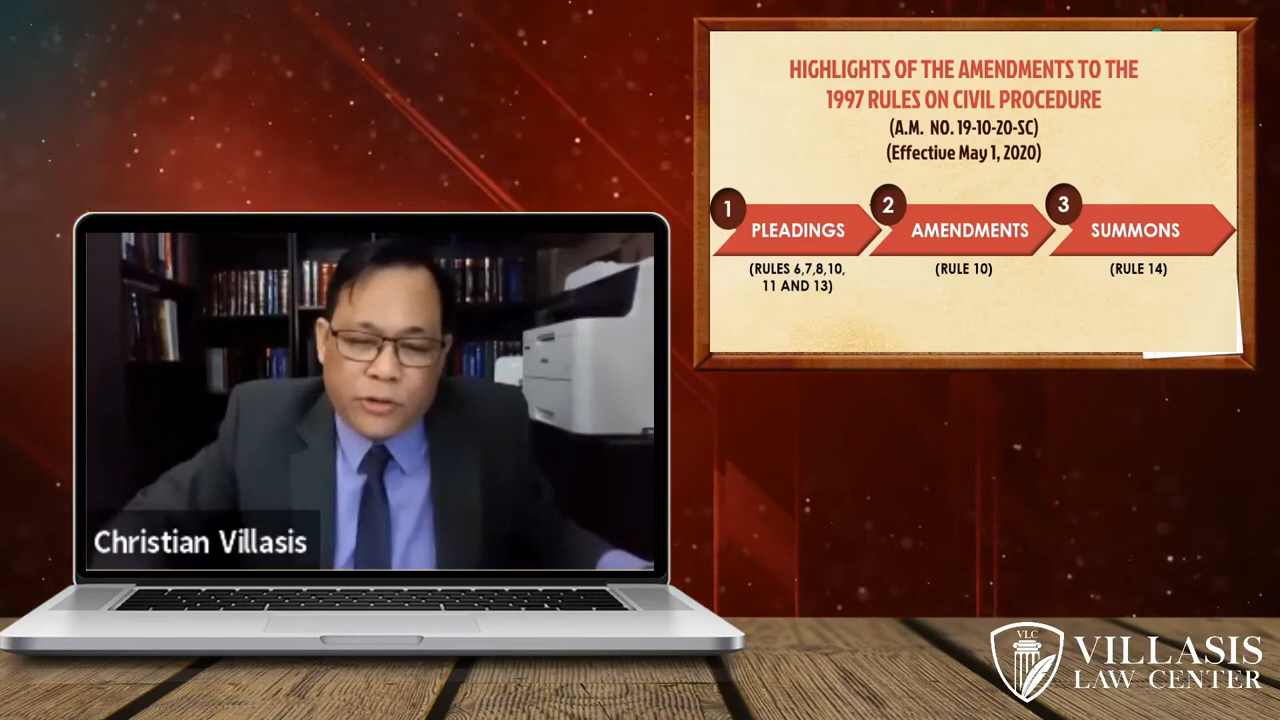 HIGHLIGHTS OF THE AMENDMENTS TO THE
1997 RULES ON CIVIL PROCEDURE
(A.M. NO. 19-10-20-SC)
(Effective May 1, 2020)
1
PLEADINGS
(RULES 6,7,8,10,
11 AND 13)
2
AMENDMENTS
(RULE 10)
3
SUMMONS
(RULE 14)
Christian Villasis
VLC
VILLASIS
LAW CENTER